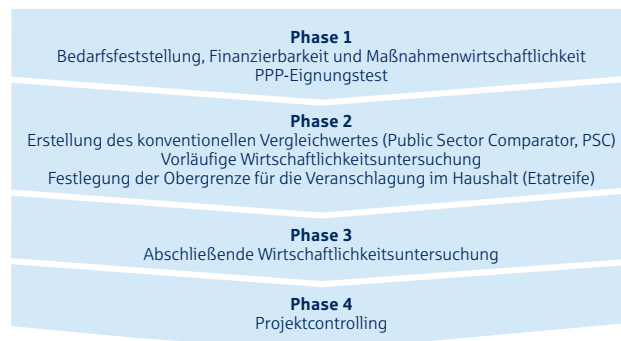 Phase 1
Bedarfsfeststellung, Finanzierbarkeit und Maßnahmenwirtschaftlichkeit
PPP-Eignungstest
Phase 2
Erstellung des konventionellen Vergleichwertes (Public Sector Comparator, PSC)
Vorläufige Wirtschaftlichkeitsuntersuchung
Festlegung der Obergrenze für die Veranschlagung im Haushalt (Etatreife)
Phase 3
Abschließende Wirtschaftlichkeitsuntersuchung
Phase 4
Projektcontrolling